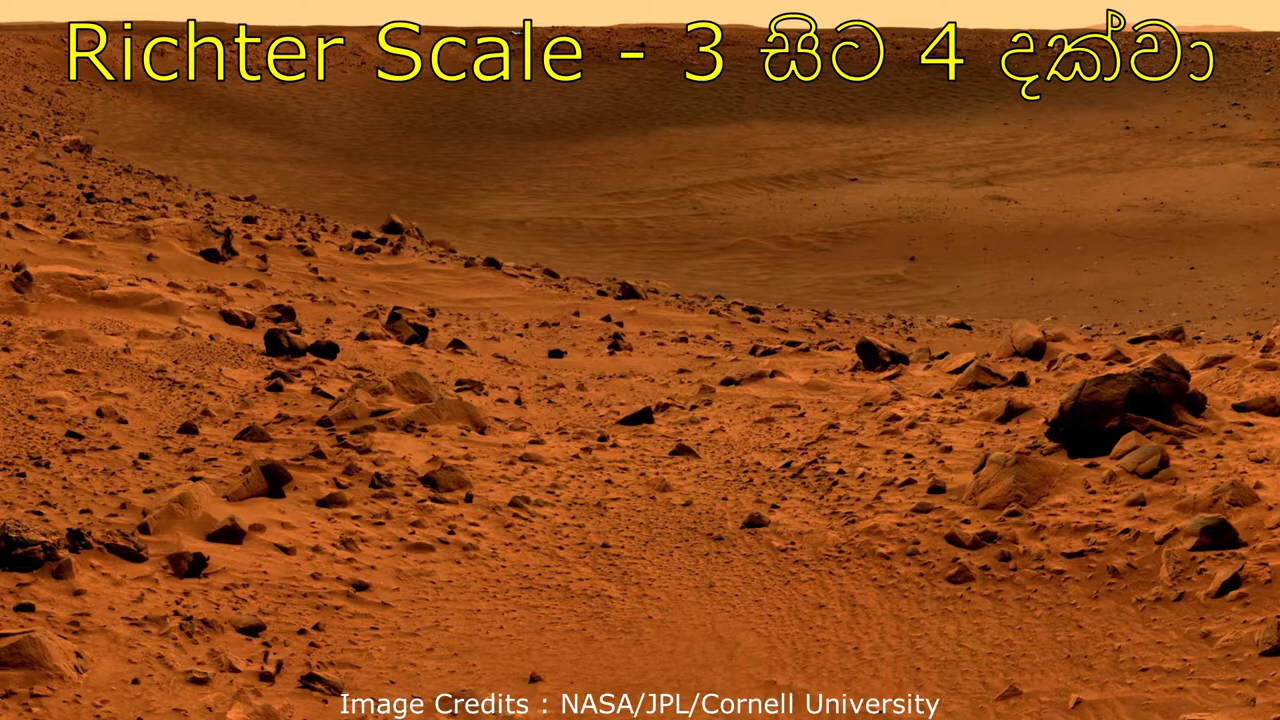 Richter Scale - 3 සිට 4 දක්වා
Image Credits : NASA/JPL/Cornell University